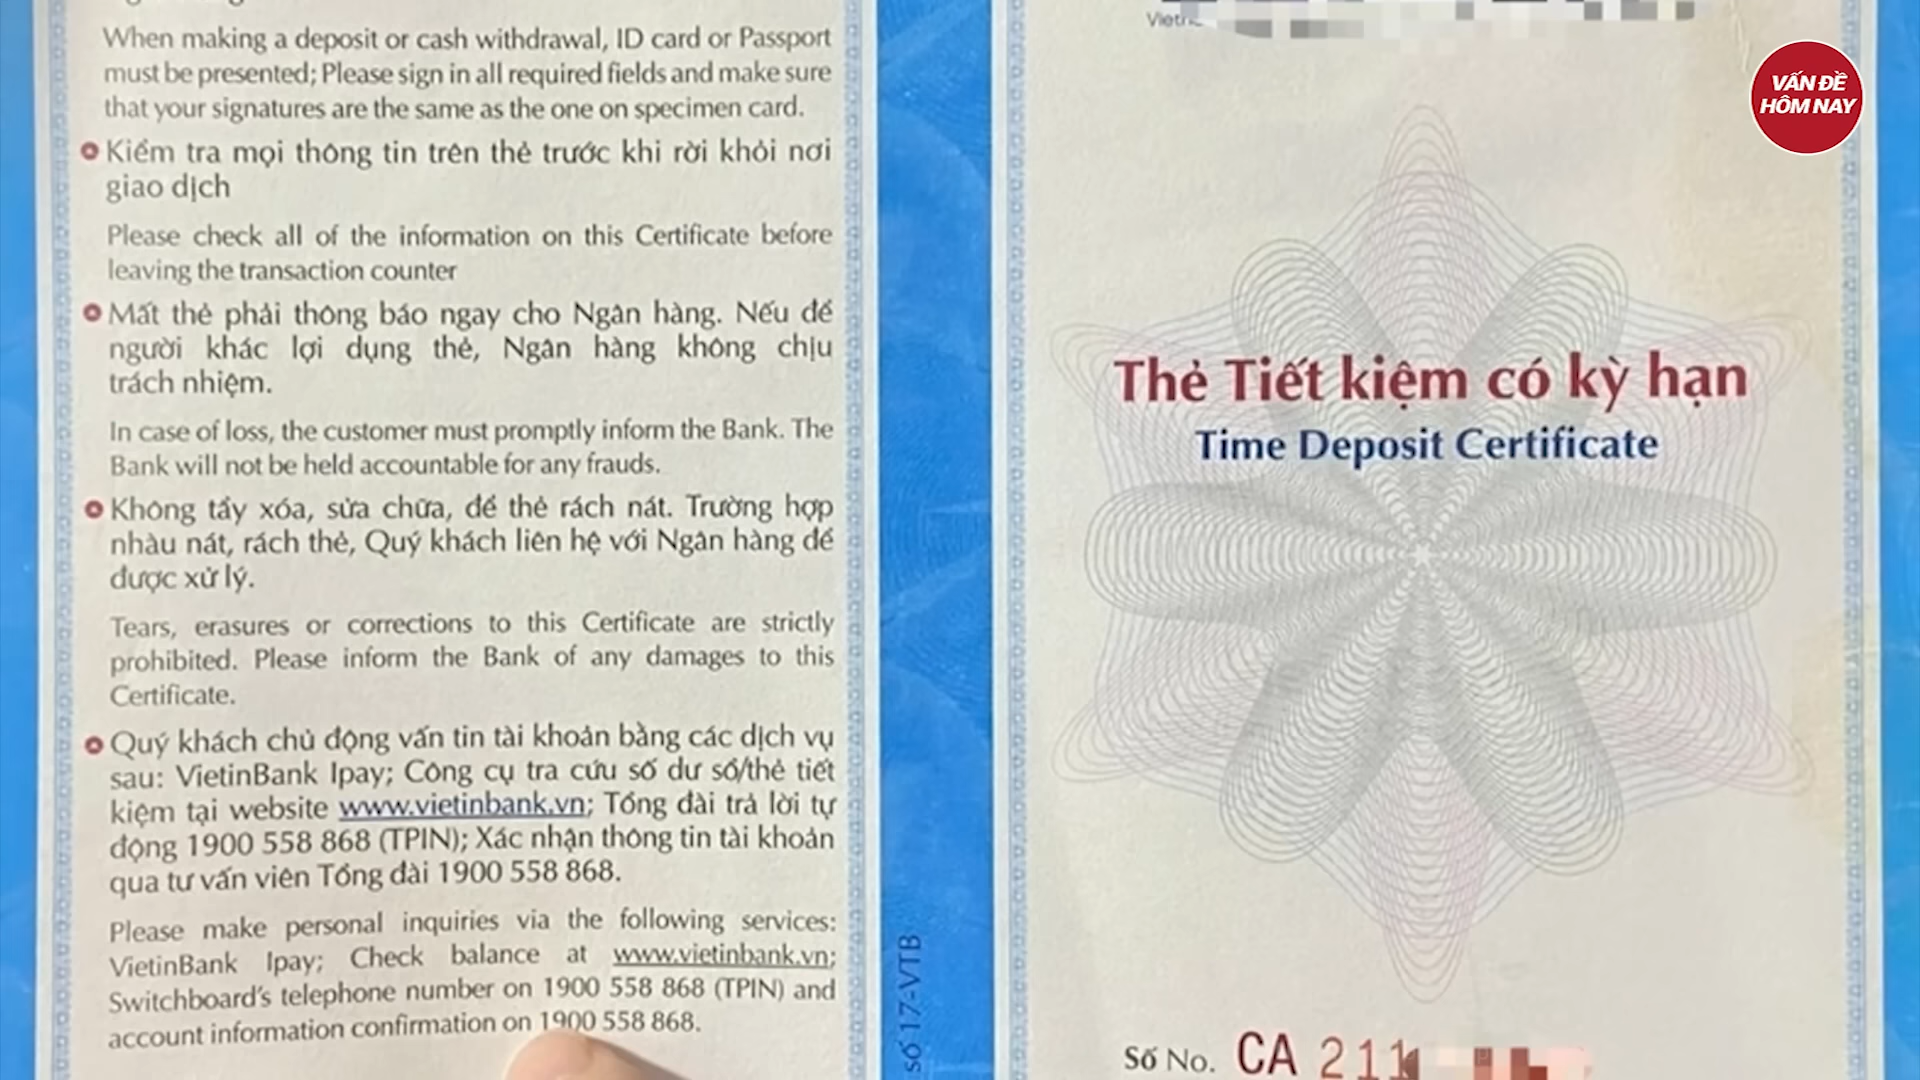 When making a deposit or cash withdrawal, ID card or Passport
must be presented; Please sign in all required fields and make sure
that your signatures are the same as the one on specimen card.
Kiểm tra mọi thông tin trên thẻ trước khi rời khỏi nơi
giao dịch
Please check all of the information on this Certificate before
leaving the transaction counter
Mất thẻ phải thông báo ngay cho Ngân hàng. Nếu để
người khác lợi dụng thẻ, Ngân hàng không chịu
trách nhiệm.
In case of loss, the customer must promptly inform the Bank. The
Bank will not be held accountable for any frauds.
Không tẩy xóa, sửa chữa, để thẻ rách nát. Trường hợp
nhàu nát, rách thẻ, Quý khách liên hệ với Ngân hàng để
được xử lý.
Tears, erasures or corrections to this Certificate are strictly
prohibited. Please inform the Bank of any damages to this
Certificate.
Quý khách chủ động vấn tin tài khoản bằng các dịch vụ
sau: VietinBank Ipay; Công cụ tra cứu số dư sổ/thẻ tiết
kiệm tại website www.vietinbank.vn; Tổng đài trả lời tự
động 1900 558 868 (TPIN); Xác nhận thông tin tài khoản
qua tư vấn viên Tổng đài 1900 558 868.
Please make personal inquiries via the following services:
VietinBank Ipay; Check balance at www.vietinbank.vn;
Switchboard's telephone number on 1900 558 868 (TPIN) and
account information confirmation on 1900 558 868.
số 17-VTB
VẤN ĐỀ
HÔM NAY
Thẻ Tiết kiệm có kỳ hạn
Time Deposit Certificate
Số No. CA 211